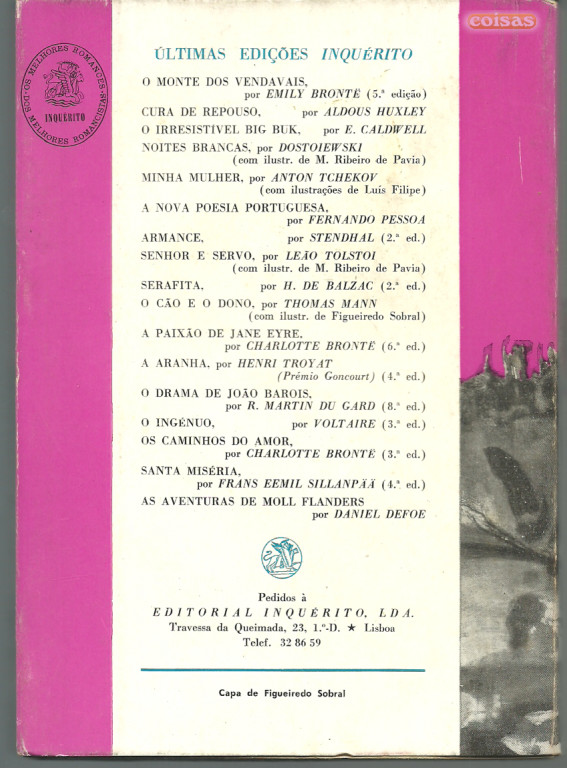 coisas
DOS·OS·MELHORES ROMANCES·DOS MELHORES ROMANCISTAS
INQUÉRITO
ÚLTIMAS EDIÇÕES INQUÉRITO
O MONTE DOS VENDAVAIS,
por EMILY BRONTË (5.ª edição)
CURA DE REPOUSO, por ALDOUS HUXLEY
O IRRESISTÍVEL BIG BUK, por E. CALDWELL
NOITES BRANCAS, por DOSTOIEWSKI
(com ilustr. de M. Ribeiro de Pavia)
MINHA MULHER, por ANTON TCHEKOV
(com ilustrações de Luís Filipe)
A NOVA POESIA PORTUGUESA,
por FERNANDO PESSOA
ARMANCE, por STENDHAL (2.ª ed.)
SENHOR E SERVO, por LEÃO TOLSTOI
(com ilustr. de M. Ribeiro de Pavia)
SERAFITA, por H. DE BALZAC (2.ª ed.)
O CÃO E O DONO, por THOMAS MANN
(com ilustr. de Figueiredo Sobral)
A PAIXÃO DE JANE EYRE,
por CHARLOTTE BRONTË (6.ª ed.)
A ARANHA, por HENRI TROYAT
(Prémio Goncourt) (4.ª ed.)
O DRAMA DE JOÃO BAROIS,
por R. MARTIN DU GARD (8.ª ed.)
O INGÉNUO, por VOLTAIRE (3.ª ed.)
OS CAMINHOS DO AMOR,
por CHARLOTTE BRONTË (3.ª ed.)
SANTA MISÉRIA,
por FRANS EEMIL SILLANPÄÄ (4.ª ed.)
AS AVENTURAS DE MOLL FLANDERS
por DANIEL DEFOE
Pedidos à
EDITORIAL INQUÉRITO, LDA.
Travessa da Queimada, 23, 1.º-D. ★ Lisboa
Telef. 32 86 59
Capa de Figueiredo Sobral